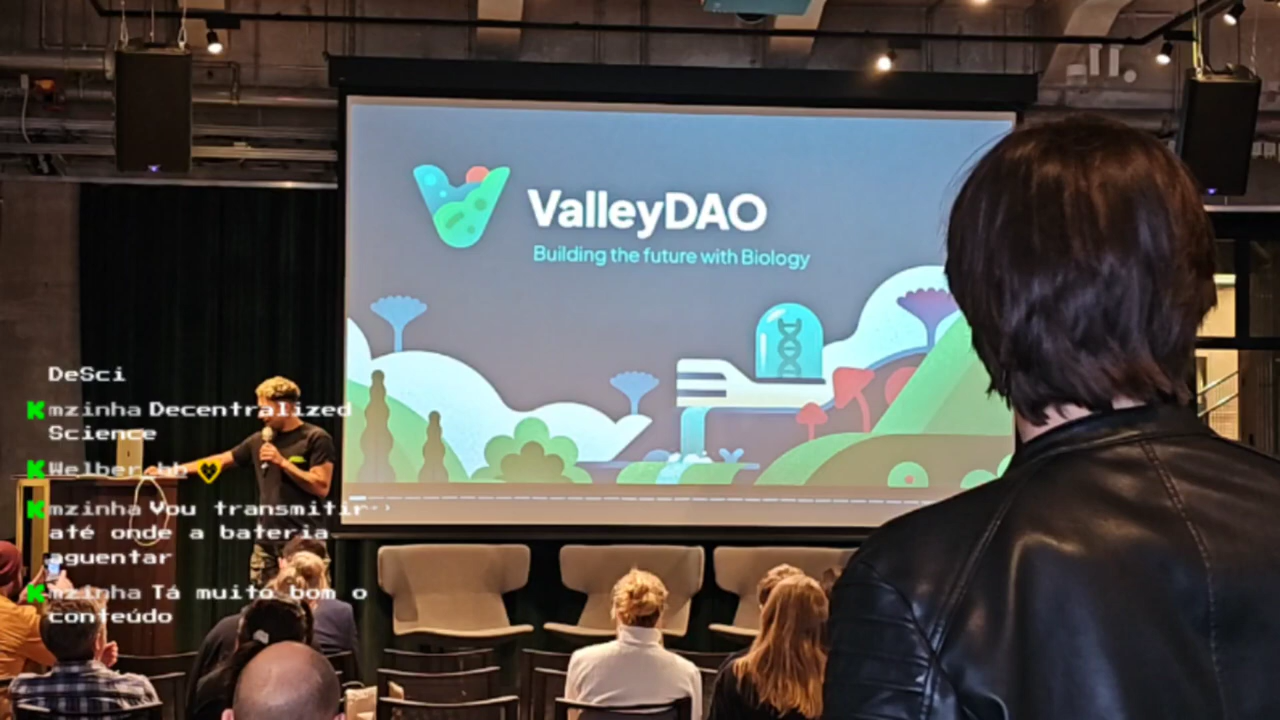 ValleyDAO
Building the future with Biology
DeSci
mzinha Decentralized
Science
Welber bh
mzinha Vou transmitir
até onde a bateria
aguentar
mzinha Tá muito bom o
conteúdo